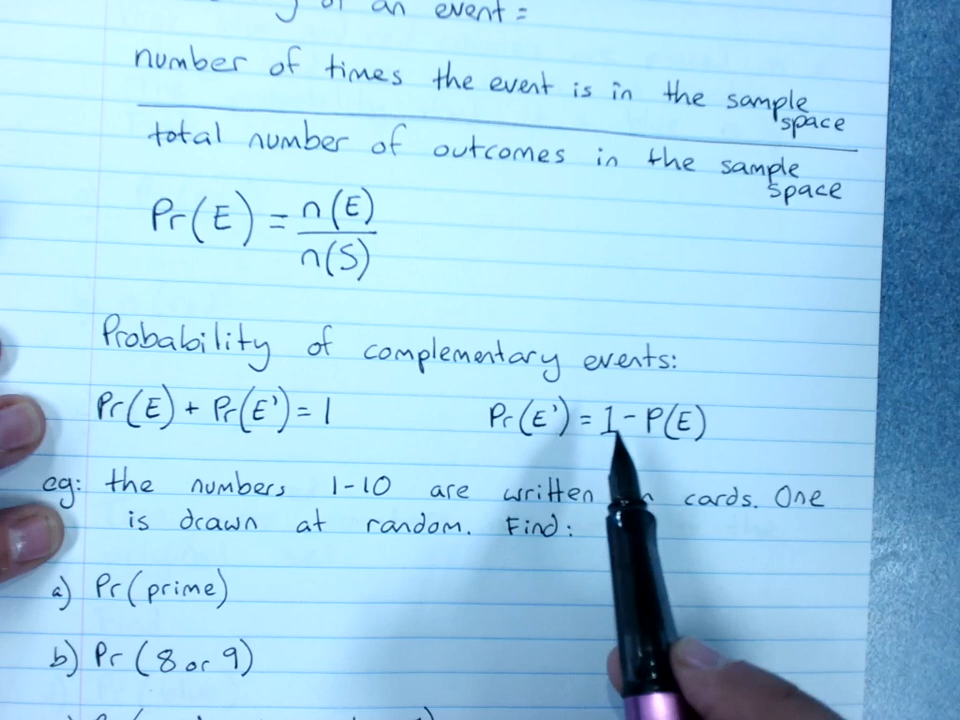 of an event =
number of times the event is in the sample space
total number of outcomes in the sample space
Pr(E) = n(E)
n(S)
Probability of complementary events:
Pr(E) + Pr(E') = 1 Pr(E') = 1 - P(E)
eg: the numbers 1-10 are written cards. One
is drawn at random. Find:
a) Pr(prime)
b) Pr (8 or 9)